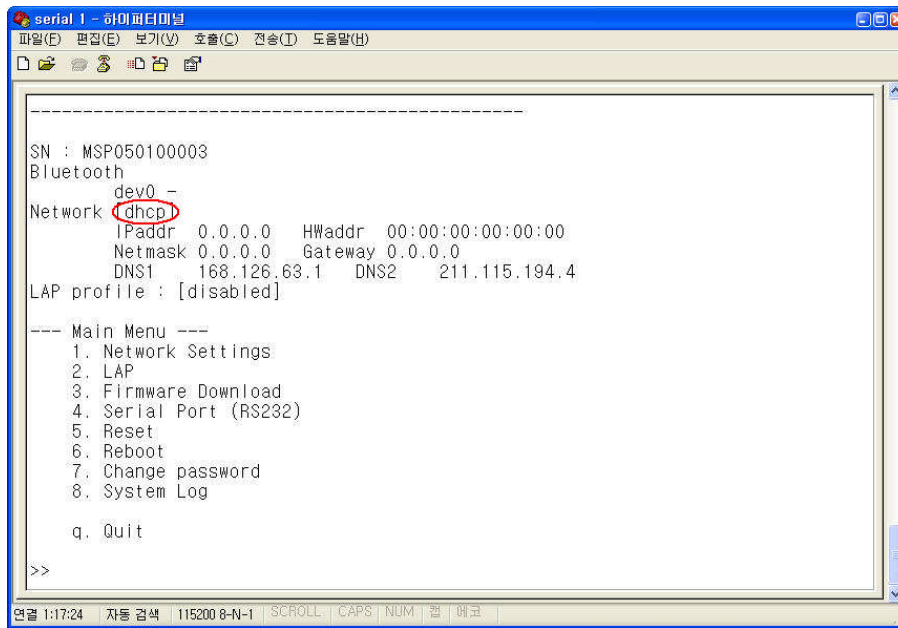 serial 1 - 하이퍼터미널
파일(F) 편집(E) 보기(V) 호출(C) 전송(T) 도움말(H)
--------------------------------------------------
SN : MSP050100003
Bluetooth
dev0 -
Network [dhcp]
IPaddr 0.0.0.0 HWaddr 00:00:00:00:00:00
Netmask 0.0.0.0 Gateway 0.0.0.0
DNS1 168.126.63.1 DNS2 211.115.194.4
LAP profile : [disabled]
--- Main Menu ---
1. Network Settings
2. LAP
3. Firmware Download
4. Serial Port (RS232)
5. Reset
6. Reboot
7. Change password
8. System Log
q. Quit
>>
연결 1:17:24 자동 검색 115200 8-N-1 SCROLL CAPS NUM 캡 에코